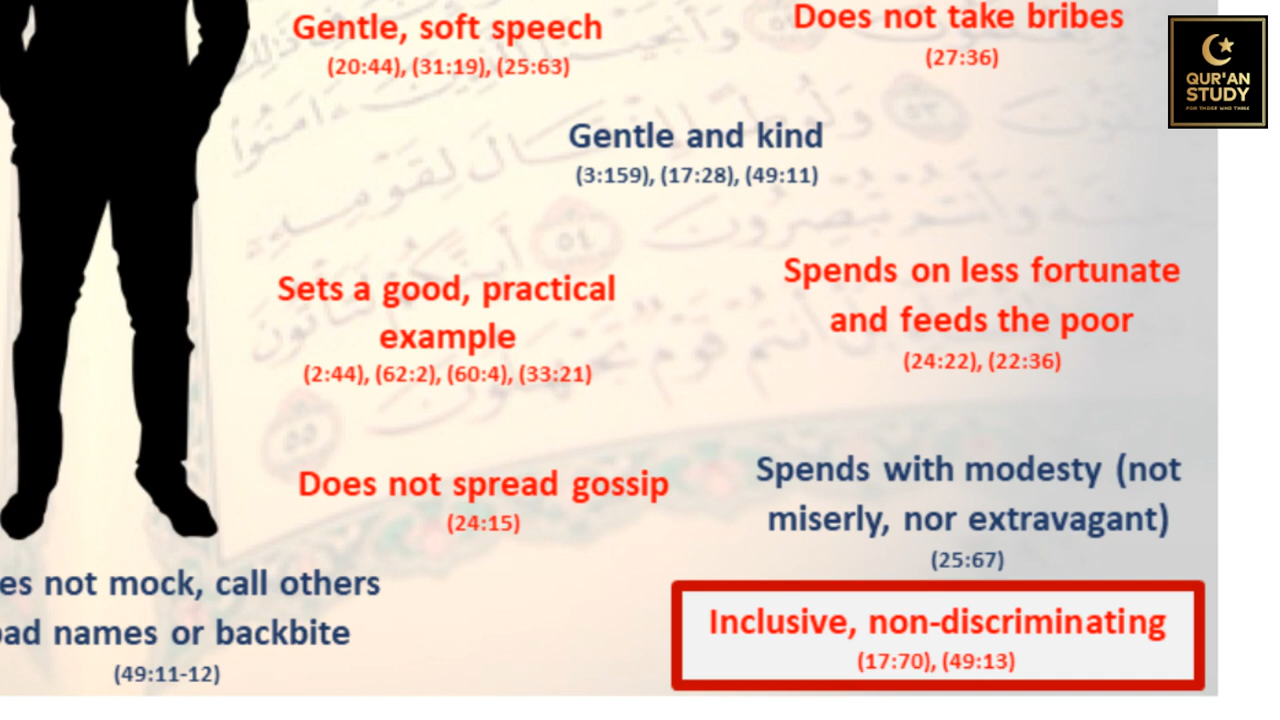 Gentle, soft speech
(20:44), (31:19), (25:63)
Does not take bribes
(27:36)
QUR'AN
STUDY
FOR THOSE WHO THINK
Gentle and kind
(3:159), (17:28), (49:11)
Sets a good, practical
example
(2:44), (62:2), (60:4), (33:21)
Spends on less fortunate
and feeds the poor
(24:22), (22:36)
Does not spread gossip
(24:15)
Spends with modesty (not
miserly, nor extravagant)
(25:67)
es not mock, call others
bad names or backbite
(49:11-12)
Inclusive, non-discriminating
(17:70), (49:13)